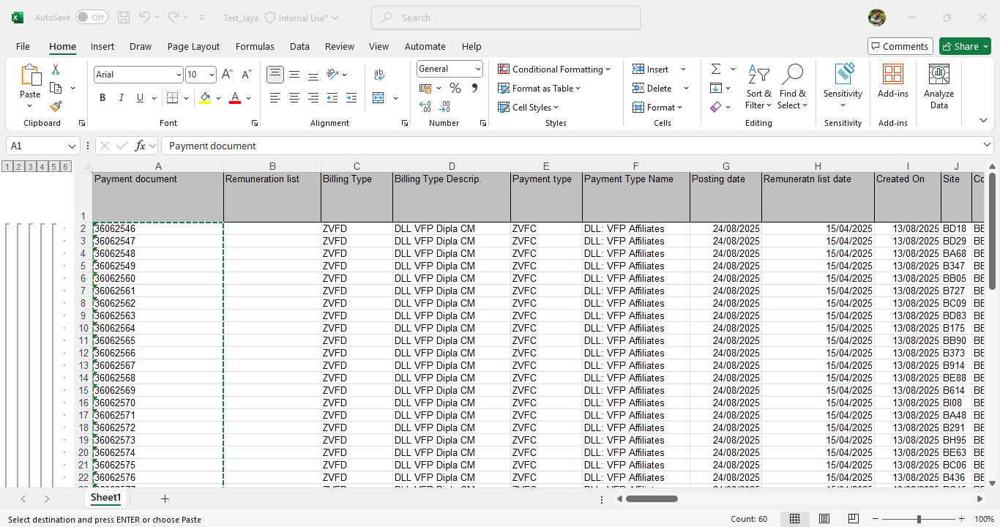 AutoSave Off Test_Jaya Internal Use* Search
File Home Insert Draw Page Layout Formulas Data Review View Automate Help Comments Share
Paste
Clipboard
Arial 10
B I U A
Font
ab
Alignment
General
% 
Number
Conditional Formatting
Format as Table
Cell Styles
Styles
Insert
Delete
Format
Cells
Sort & Filter
Find & Select
Editing
Sensitivity
Sensitivity
Add-ins
Add-ins
Analyze Data
A1 fx Payment document
1 2 3 4 5 6 A B C D E F G H I J
1 Payment document Remuneration list Billing Type Billing Type Descrip. Payment type Payment Type Name Posting date Remuneratn list date Created On Site Co
2 36062546 ZVFD DLL VFP Dipla CM ZVFC DLL: VFP Affiliates 24/08/2025 15/04/2025 13/08/2025 BD18 BE
3 36062547 ZVFD DLL VFP Dipla CM ZVFC DLL: VFP Affiliates 24/08/2025 15/04/2025 13/08/2025 BD29 BE
4 36062548 ZVFD DLL VFP Dipla CM ZVFC DLL: VFP Affiliates 24/08/2025 15/04/2025 13/08/2025 BA68 BE
5 36062549 ZVFD DLL VFP Dipla CM ZVFC DLL: VFP Affiliates 24/08/2025 15/04/2025 13/08/2025 B347 BE
6 36062560 ZVFD DLL VFP Dipla CM ZVFC DLL: VFP Affiliates 24/08/2025 15/04/2025 13/08/2025 BB05 BE
7 36062561 ZVFD DLL VFP Dipla CM ZVFC DLL: VFP Affiliates 24/08/2025 15/04/2025 13/08/2025 B727 BE
8 36062562 ZVFD DLL VFP Dipla CM ZVFC DLL: VFP Affiliates 24/08/2025 15/04/2025 13/08/2025 BC09 BE
9 36062563 ZVFD DLL VFP Dipla CM ZVFC DLL: VFP Affiliates 24/08/2025 15/04/2025 13/08/2025 BD83 BE
10 36062564 ZVFD DLL VFP Dipla CM ZVFC DLL: VFP Affiliates 24/08/2025 15/04/2025 13/08/2025 B175 BE
11 36062565 ZVFD DLL VFP Dipla CM ZVFC DLL: VFP Affiliates 24/08/2025 15/04/2025 13/08/2025 BB90 BE
12 36062566 ZVFD DLL VFP Dipla CM ZVFC DLL: VFP Affiliates 24/08/2025 15/04/2025 13/08/2025 B373 BE
13 36062567 ZVFD DLL VFP Dipla CM ZVFC DLL: VFP Affiliates 24/08/2025 15/04/2025 13/08/2025 B914 BE
14 36062568 ZVFD DLL VFP Dipla CM ZVFC DLL: VFP Affiliates 24/08/2025 15/04/2025 13/08/2025 BE88 BE
15 36062569 ZVFD DLL VFP Dipla CM ZVFC DLL: VFP Affiliates 24/08/2025 15/04/2025 13/08/2025 B614 BE
16 36062570 ZVFD DLL VFP Dipla CM ZVFC DLL: VFP Affiliates 24/08/2025 15/04/2025 13/08/2025 BI08 BE
17 36062571 ZVFD DLL VFP Dipla CM ZVFC DLL: VFP Affiliates 24/08/2025 15/04/2025 13/08/2025 BA48 BE
18 36062572 ZVFD DLL VFP Dipla CM ZVFC DLL: VFP Affiliates 24/08/2025 15/04/2025 13/08/2025 B291 BE
19 36062573 ZVFD DLL VFP Dipla CM ZVFC DLL: VFP Affiliates 24/08/2025 15/04/2025 13/08/2025 BH95 BE
20 36062574 ZVFD DLL VFP Dipla CM ZVFC DLL: VFP Affiliates 24/08/2025 15/04/2025 13/08/2025 BE63 BE
21 36062575 ZVFD DLL VFP Dipla CM ZVFC DLL: VFP Affiliates 24/08/2025 15/04/2025 13/08/2025 BC06 BE
22 36062576 ZVFD DLL VFP Dipla CM ZVFC DLL: VFP Affiliates 24/08/2025 15/04/2025 13/08/2025 B436 BE
Sheet1
Select destination and press ENTER or choose Paste Count: 60 100%